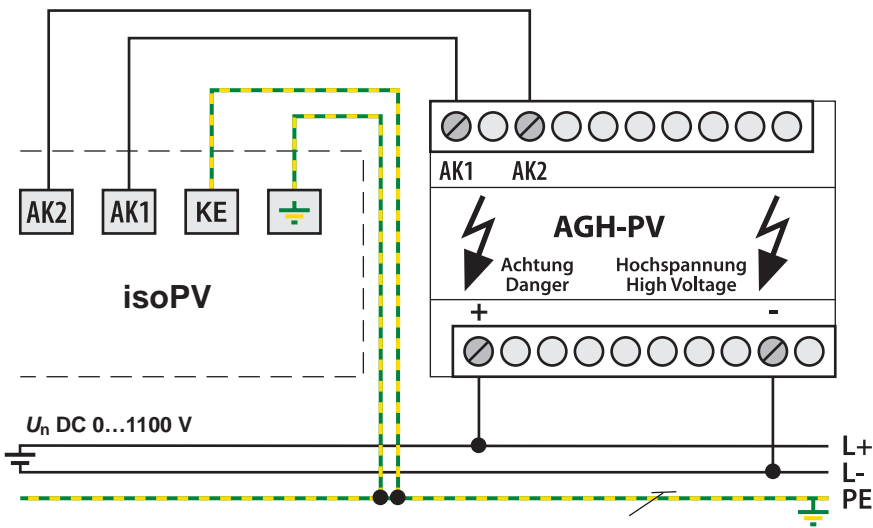 AK1 AK2
AK2 AK1 KE
AGH-PV
Achtung Hochspannung
Danger High Voltage
isoPV
+ -
Un DC 0...1100 V
L+
L-
PE